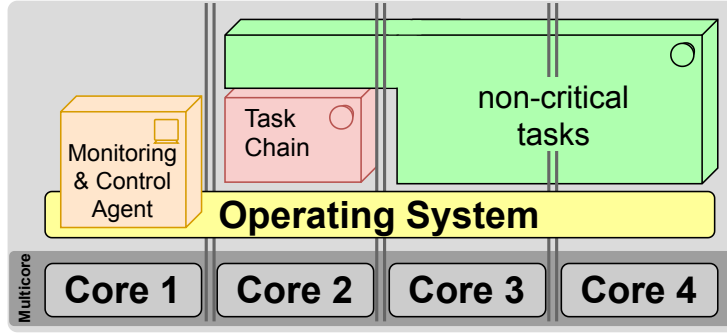 non-critical
tasks
Task
Chain
Monitoring
& Control
Agent
Operating System
Multicore
Core 1
Core 2
Core 3
Core 4